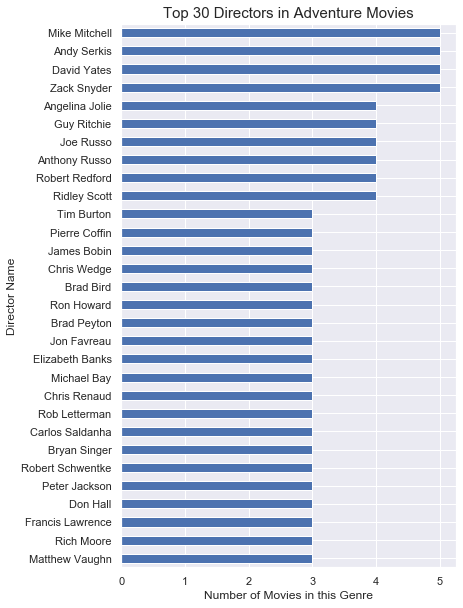 Top 30 Directors in Adventure Movies
Mike Mitchell
Andy Serkis
David Yates
Zack Snyder
Angelina Jolie
Guy Ritchie
Joe Russo
Anthony Russo
Robert Redford
Ridley Scott
Tim Burton
Pierre Coffin
James Bobin
Chris Wedge
Brad Bird
Ron Howard
Brad Peyton
Jon Favreau
Elizabeth Banks
Michael Bay
Chris Renaud
Rob Letterman
Carlos Saldanha
Bryan Singer
Robert Schwentke
Peter Jackson
Don Hall
Francis Lawrence
Rich Moore
Matthew Vaughn
Director Name
0 1 2 3 4 5
Number of Movies in this Genre